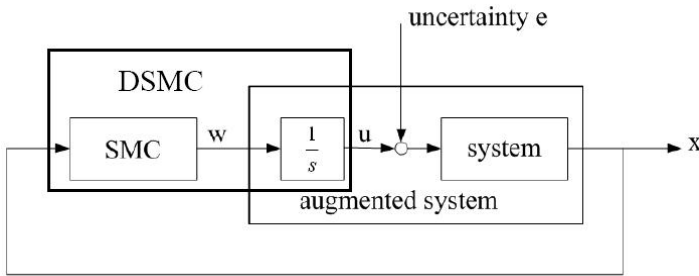 uncertainty e
DSMC
SMC
w
1
s
u
system
x
augmented system